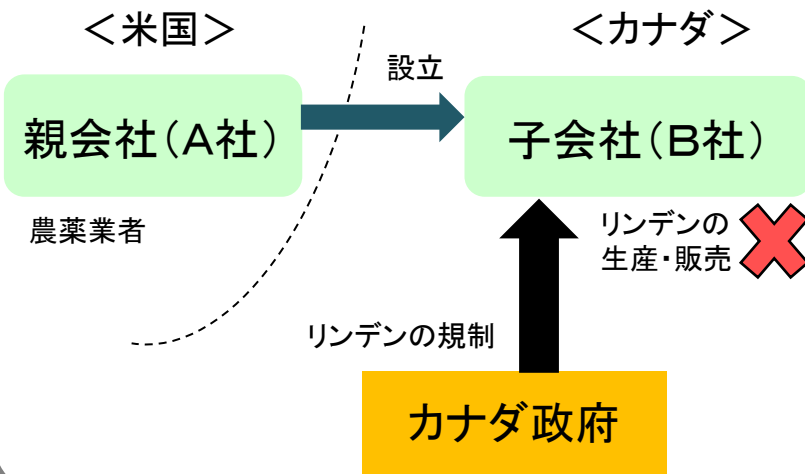 ＜米国＞
＜カナダ＞
設立
親会社（Ａ社）
子会社（Ｂ社）
農薬業者
リンデンの
生産・販売
リンデンの規制
カナダ政府